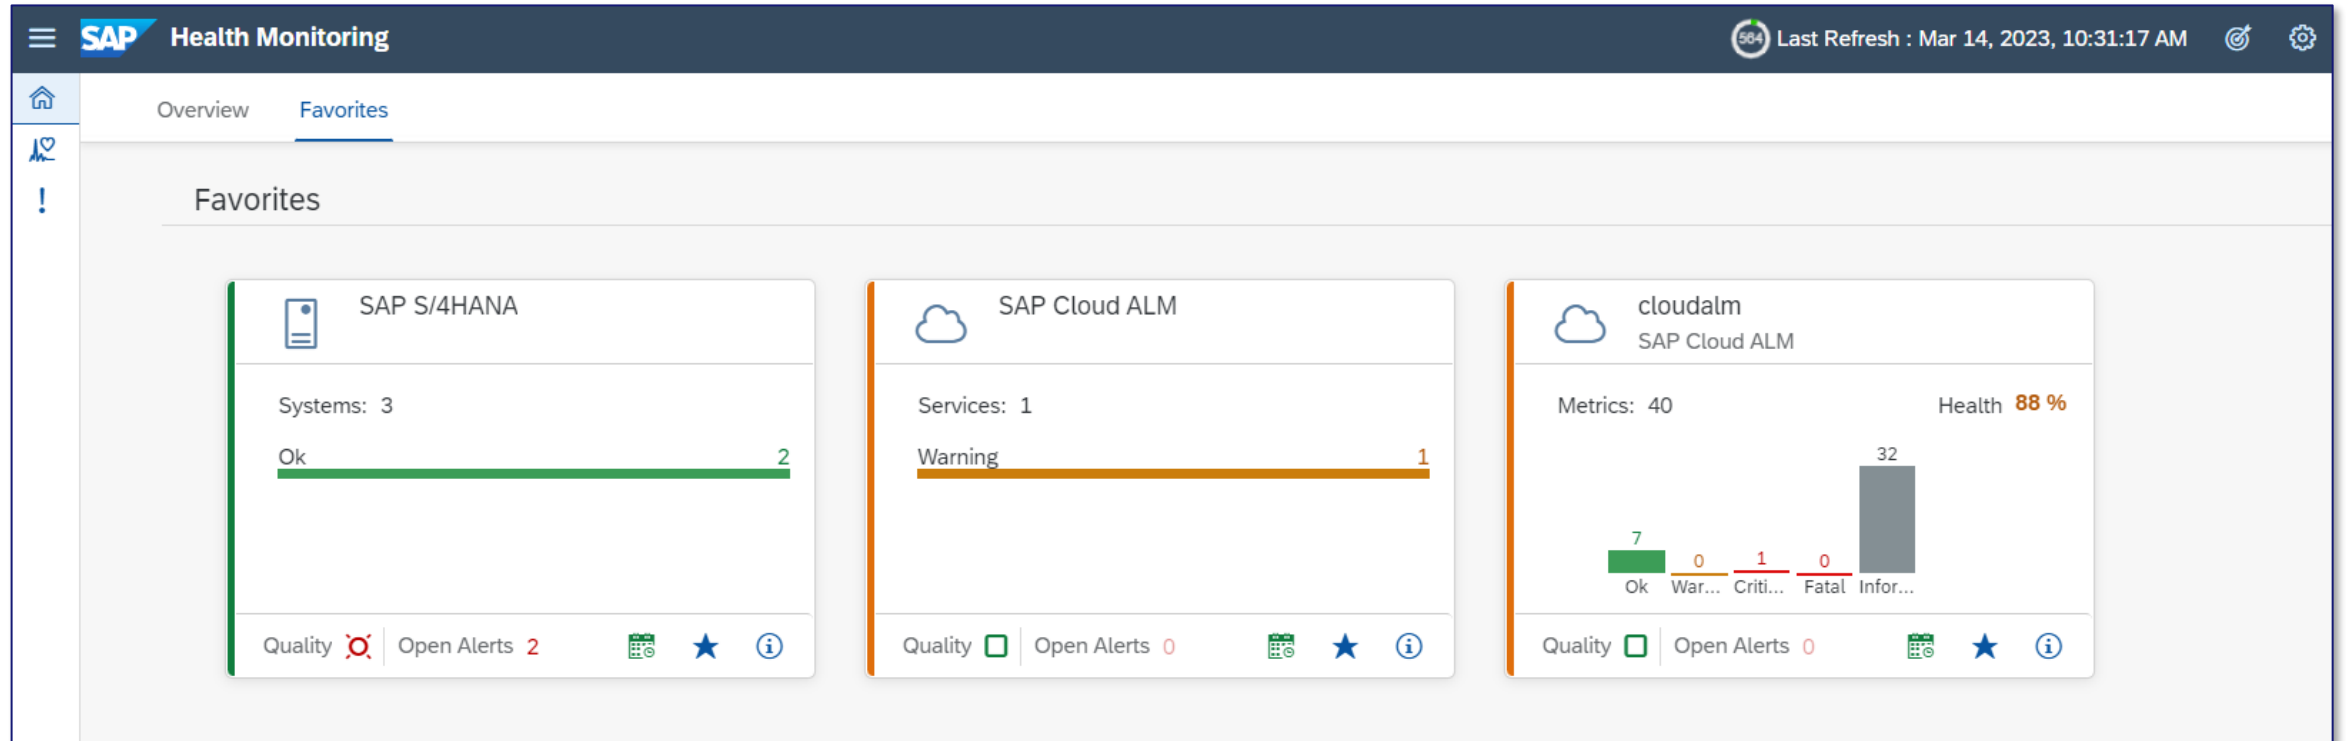 SAP Health Monitoring
564 Last Refresh : Mar 14, 2023, 10:31:17 AM
Overview Favorites
Favorites
SAP S/4HANA
Systems: 3
Ok 2
Quality Open Alerts 2
SAP Cloud ALM
Services: 1
Warning 1
Quality Open Alerts 0
cloudalm
SAP Cloud ALM
Metrics: 40 Health 88 %
32
7 0 1 0
Ok War... Criti... Fatal Infor...
Quality Open Alerts 0